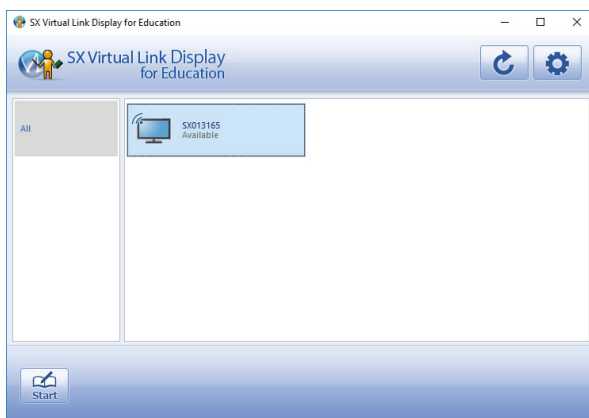 SX Virtual Link Display for Education
SX Virtual Link Display
for Education
All
SX013165
Available
Start